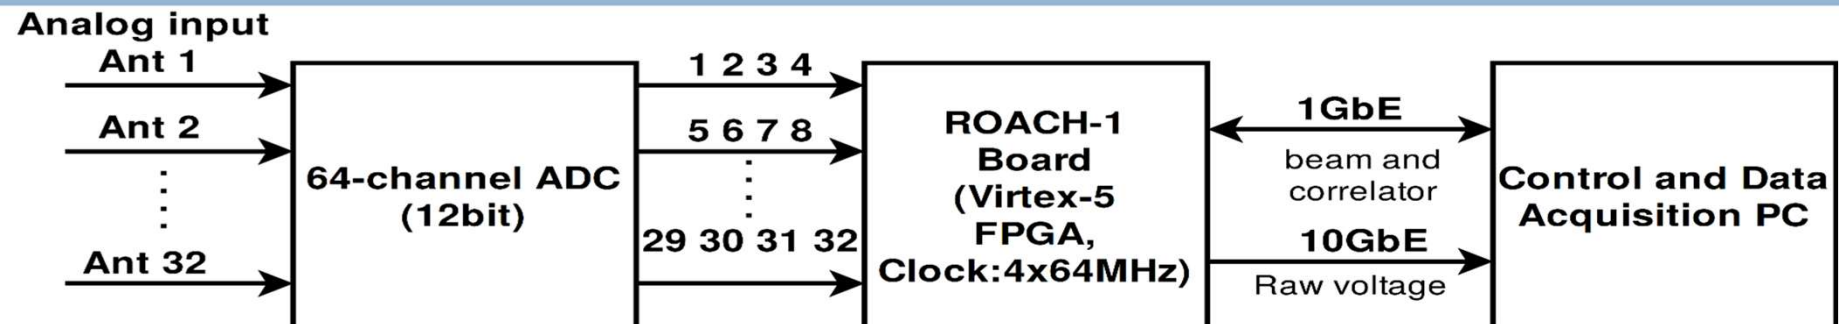 Analog input
Ant 1
Ant 2
Ant 32
64-channel ADC
(12bit)
1 2 3 4
5 6 7 8
29 30 31 32
ROACH-1
Board
(Virtex-5
FPGA,
Clock:4x64MHz)
1GbE
beam and
correlator
10GbE
Raw voltage
Control and Data
Acquisition PC